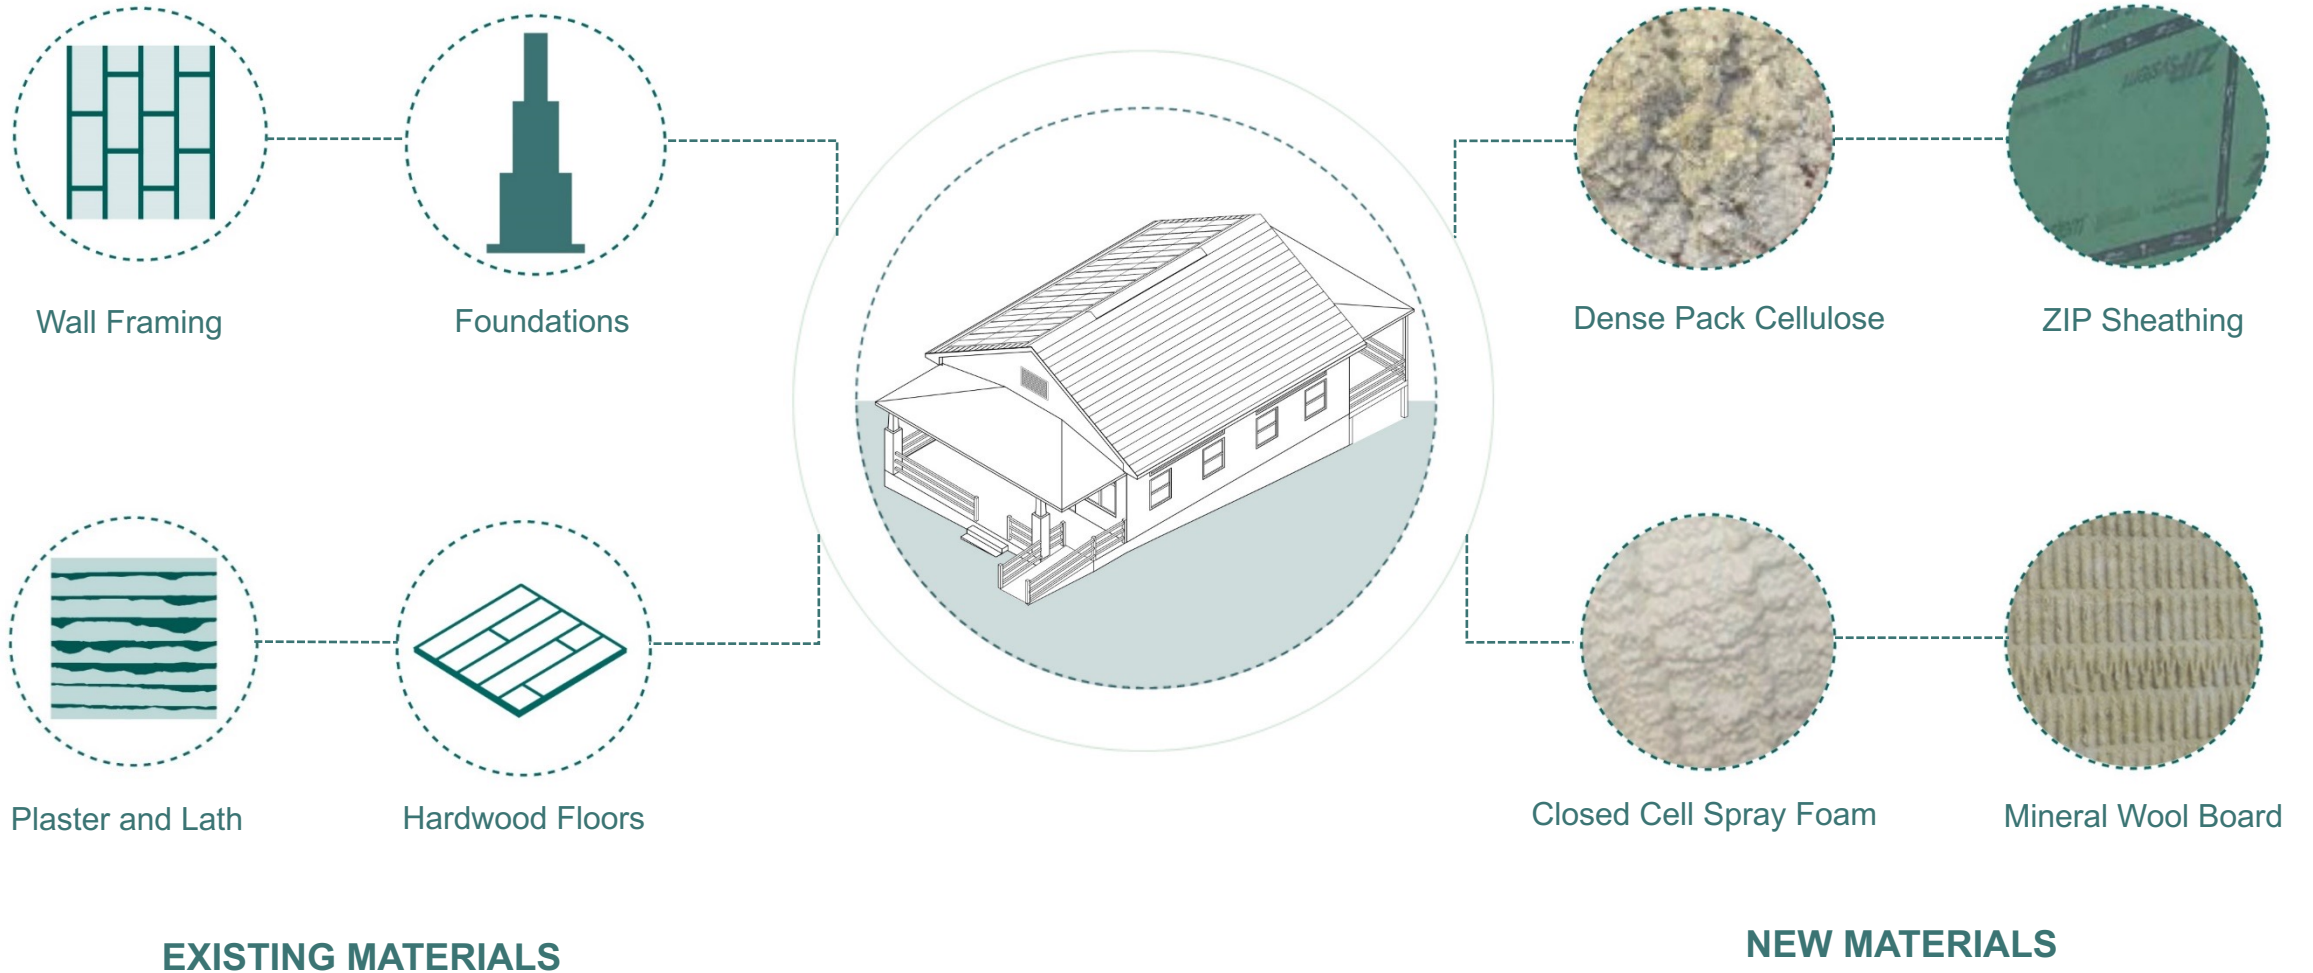 Wall Framing
Foundations
Dense Pack Cellulose
ZIP Sheathing
Plaster and Lath
Hardwood Floors
Closed Cell Spray Foam
Mineral Wool Board
EXISTING MATERIALS
NEW MATERIALS